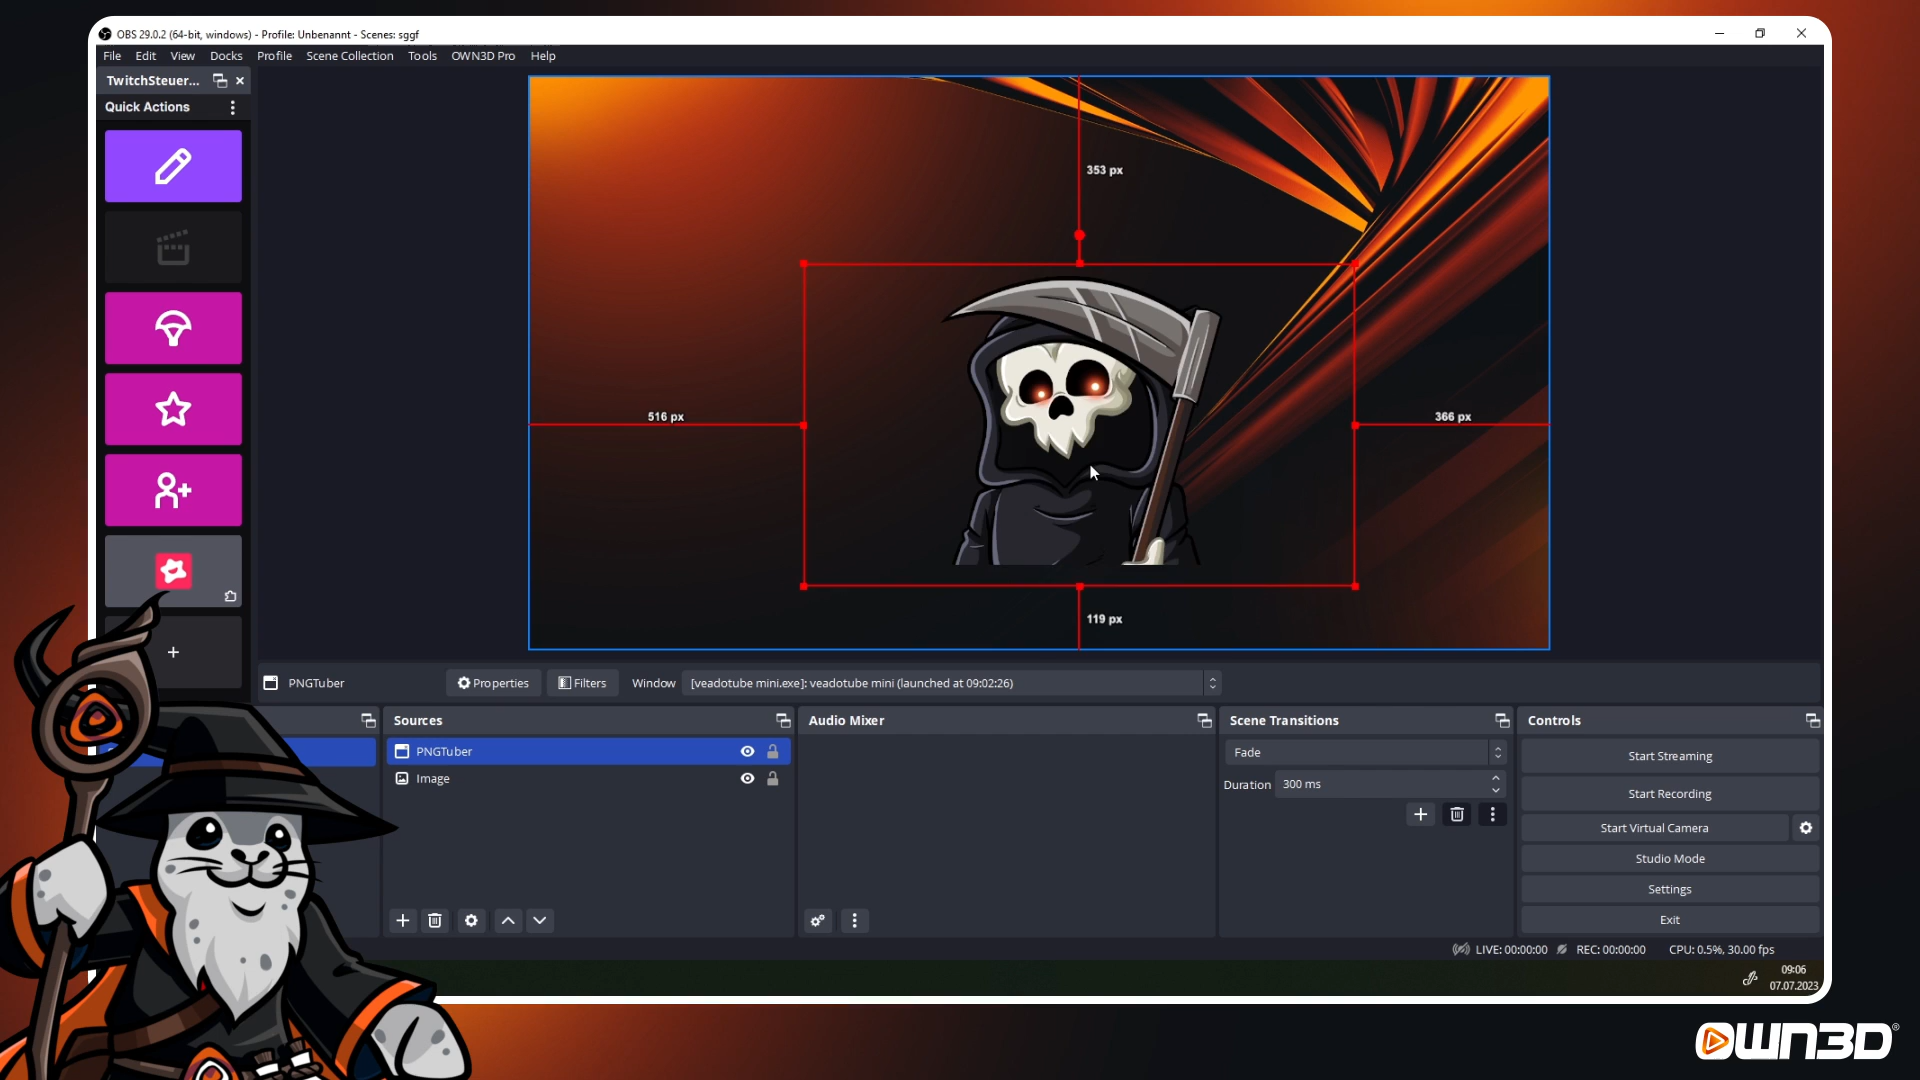 OBS 29.0.2 (64-bit, windows) - Profile: Unbenannt - Scenes: sggf
File Edit View Docks Profile Scene Collection Tools OWN3D Pro Help
TwitchSteuer...
Quick Actions
353 px
516 px
366 px
119 px
PNGTuber Properties Filters Window [veadotube mini.exe]: veadotube mini (launched at 09:02:26)
Sources
PNGTuber
Image
Audio Mixer
Scene Transitions
Fade
Duration 300 ms
Controls
Start Streaming
Start Recording
Start Virtual Camera
Studio Mode
Settings
Exit
LIVE: 00:00:00 REC: 00:00:00 CPU: 0.5%, 30.00 fps
09:06
07.07.2023
OWN3D®